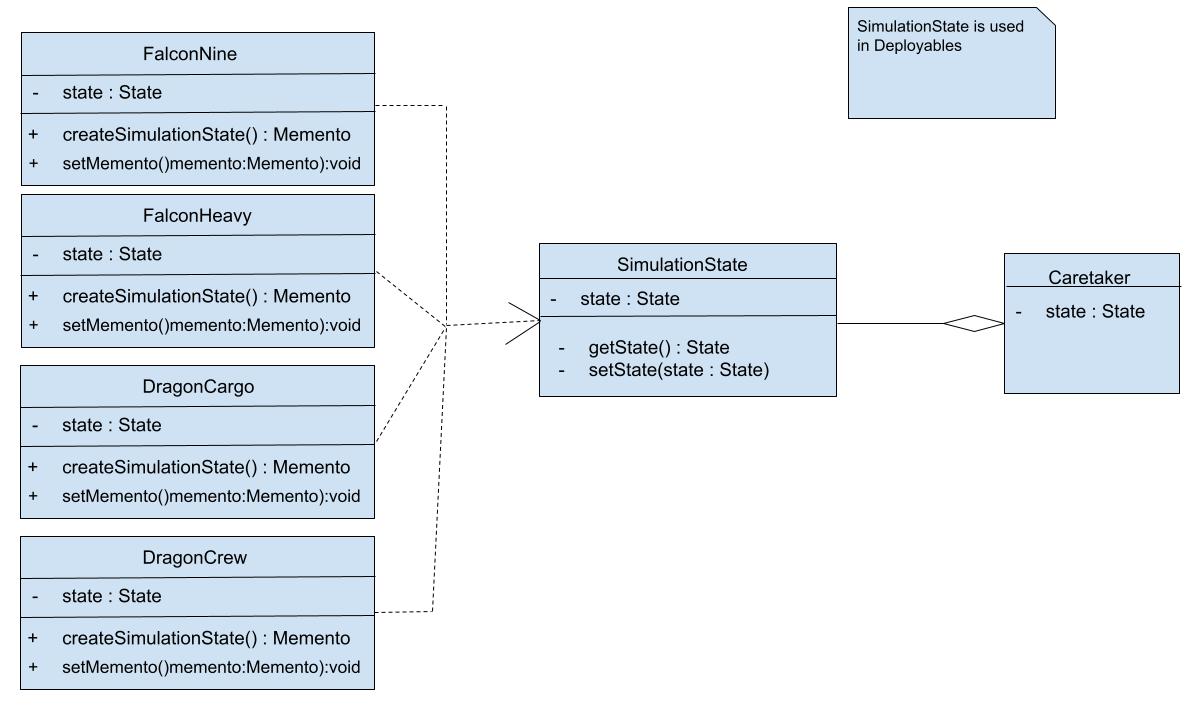 SimulationState is used
in Deployables
FalconNine
- state : State
+ createSimulationState() : Memento
+ setMemento()memento:Memento):void
FalconHeavy
- state : State
+ createSimulationState() : Memento
+ setMemento()memento:Memento):void
DragonCargo
- state : State
+ createSimulationState() : Memento
+ setMemento()memento:Memento):void
DragonCrew
- state : State
+ createSimulationState() : Memento
+ setMemento()memento:Memento):void
SimulationState
- state : State
- getState() : State
- setState(state : State)
Caretaker
- state : State